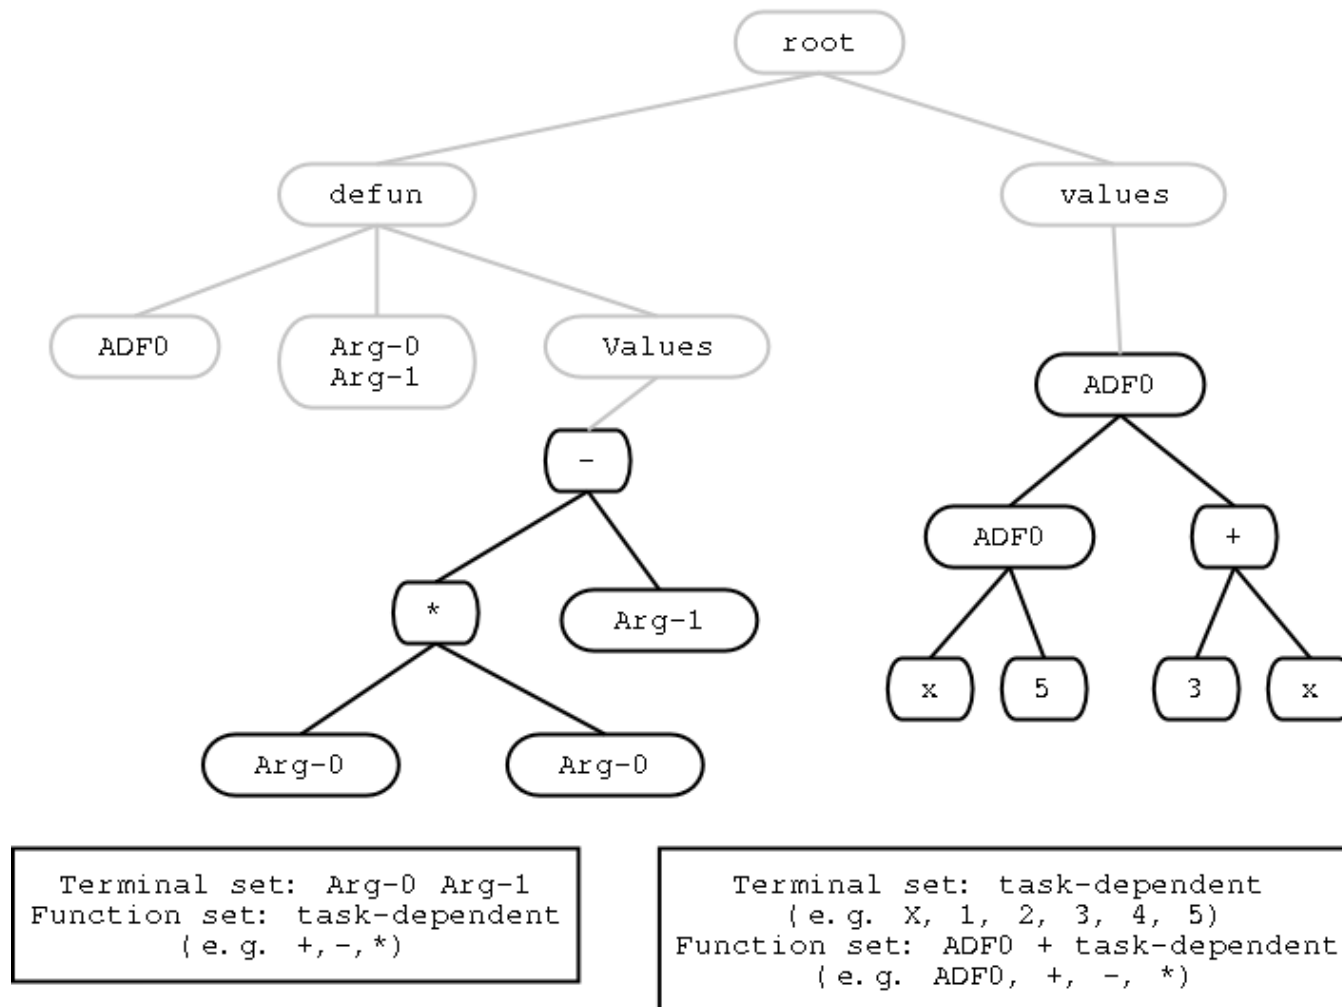 root
defun
values
ADF0
Arg-0
Arg-1
Values
ADF0
-
ADF0
+
*
Arg-1
x
5
3
x
Arg-0
Arg-0
Terminal set: Arg-0 Arg-1
Function set: task-dependent
(e.g. +,-,*)
Terminal set: task-dependent
(e.g. X, 1, 2, 3, 4, 5)
Function set: ADF0 + task-dependent
(e.g. ADF0, +, -, *)